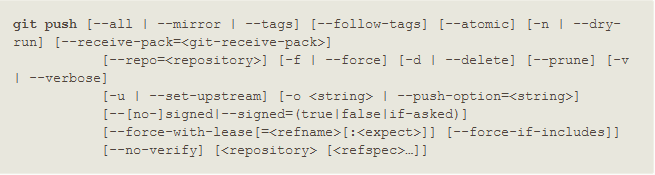 git push [--all | --mirror | --tags] [--follow-tags] [--atomic] [-n | --dry-
run] [--receive-pack=<git-receive-pack>]
[--repo=<repository>] [-f | --force] [-d | --delete] [--prune] [-v
| --verbose]
[-u | --set-upstream] [-o <string> | --push-option=<string>]
[--[no-]signed|--signed=(true|false|if-asked)]
[--force-with-lease[=<refname>[:<expect>]] [--force-if-includes]]
[--no-verify] [<repository> [<refspec>…]]